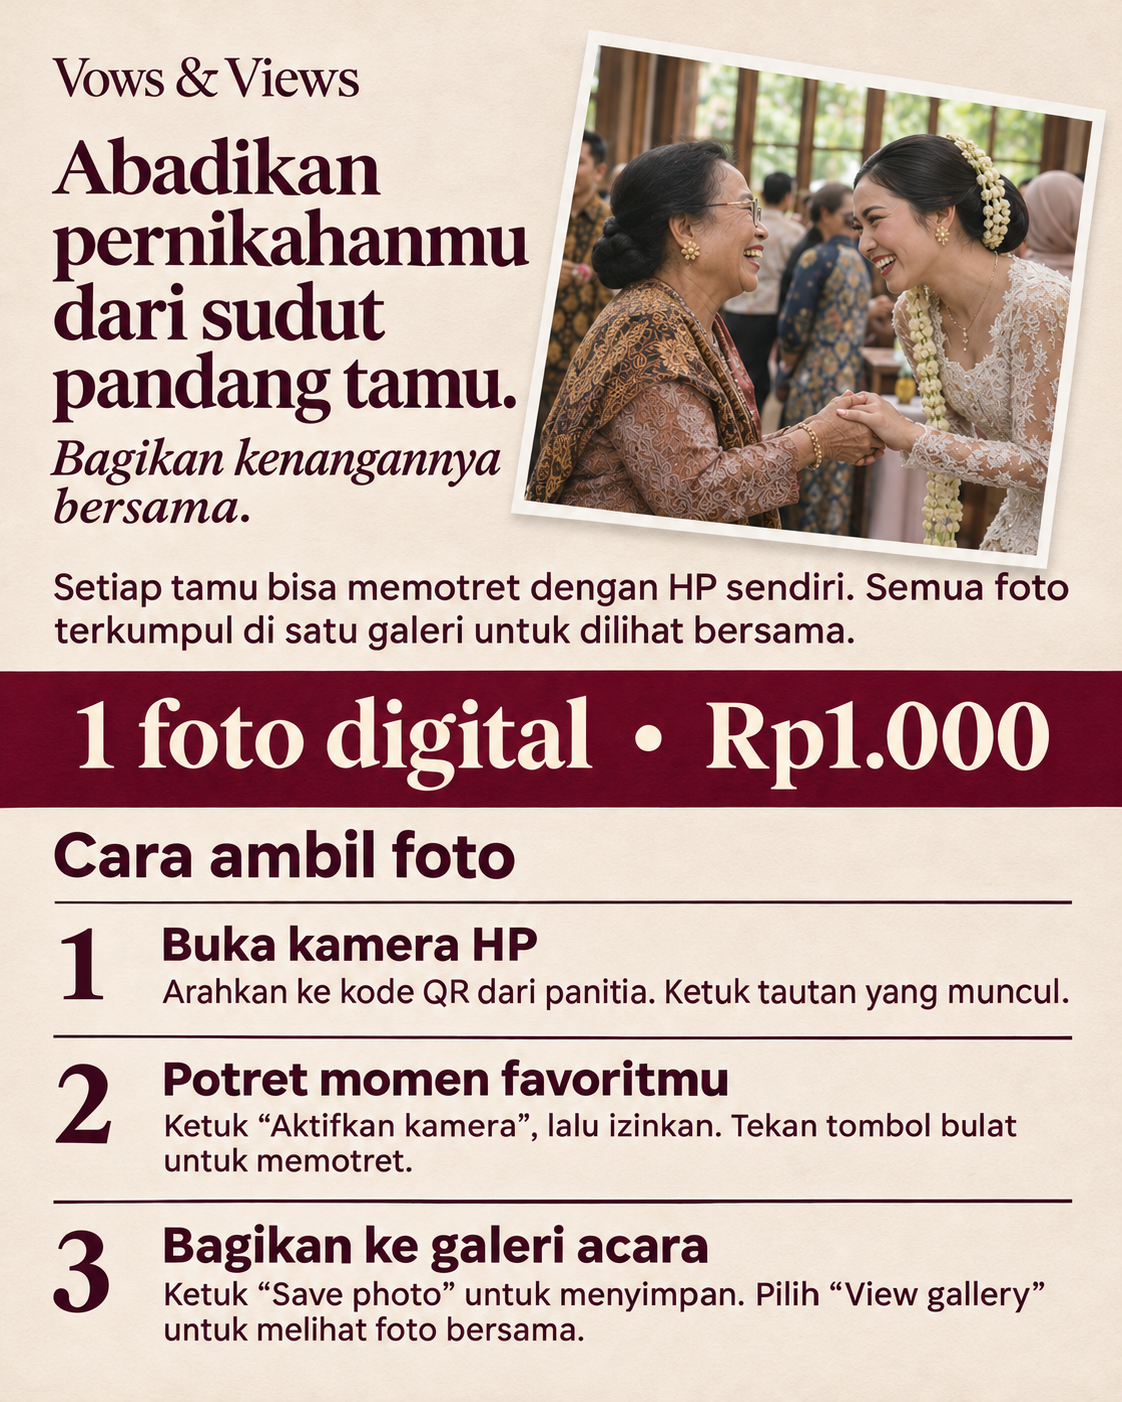 Vows & Views
Abadikan
pernikahanmu
dari sudut
pandang tamu.
Bagikan kenangannya
bersama.
Setiap tamu bisa memotret dengan HP sendiri. Semua foto
terkumpul di satu galeri untuk dilihat bersama.
1 foto digital • Rp1.000
Cara ambil foto
1
Buka kamera HP
Arahkan ke kode QR dari panitia. Ketuk tautan yang muncul.
2
Potret momen favoritmu
Ketuk “Aktifkan kamera”, lalu izinkan. Tekan tombol bulat
untuk memotret.
3
Bagikan ke galeri acara
Ketuk “Save photo” untuk menyimpan. Pilih “View gallery”
untuk melihat foto bersama.